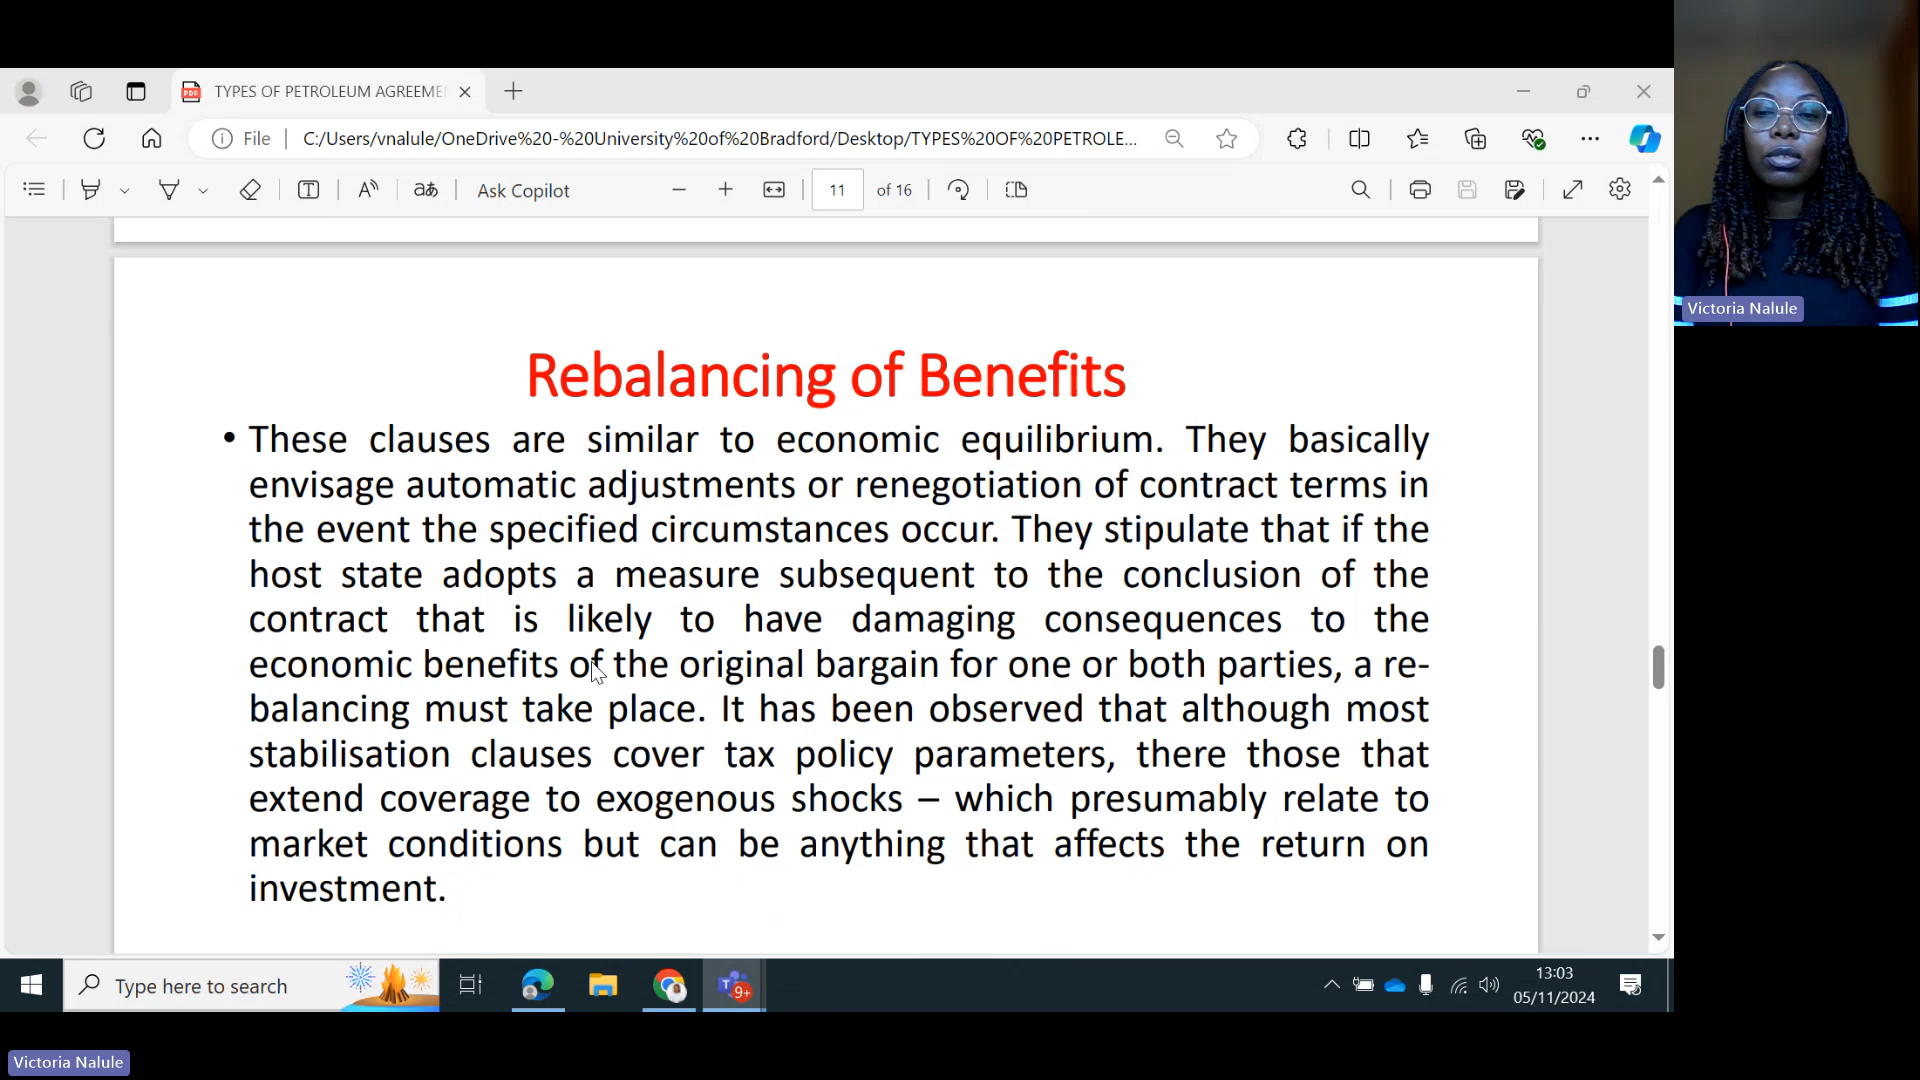 TYPES OF PETROLEUM AGREEME
File
C:/Users/vnalule/OneDrive%20-%20University%20of%20Bradford/Desktop/TYPES%20OF%20PETROLE...
Ask Copilot
11 of 16
Victoria Nalule
Rebalancing of Benefits
• These clauses are similar to economic equilibrium. They basically
envisage automatic adjustments or renegotiation of contract terms in
the event the specified circumstances occur. They stipulate that if the
host state adopts a measure subsequent to the conclusion of the
contract that is likely to have damaging consequences to the
economic benefits of the original bargain for one or both parties, a re-
balancing must take place. It has been observed that although most
stabilisation clauses cover tax policy parameters, there those that
extend coverage to exogenous shocks – which presumably relate to
market conditions but can be anything that affects the return on
investment.
Type here to search
9+
13:03
05/11/2024
Victoria Nalule